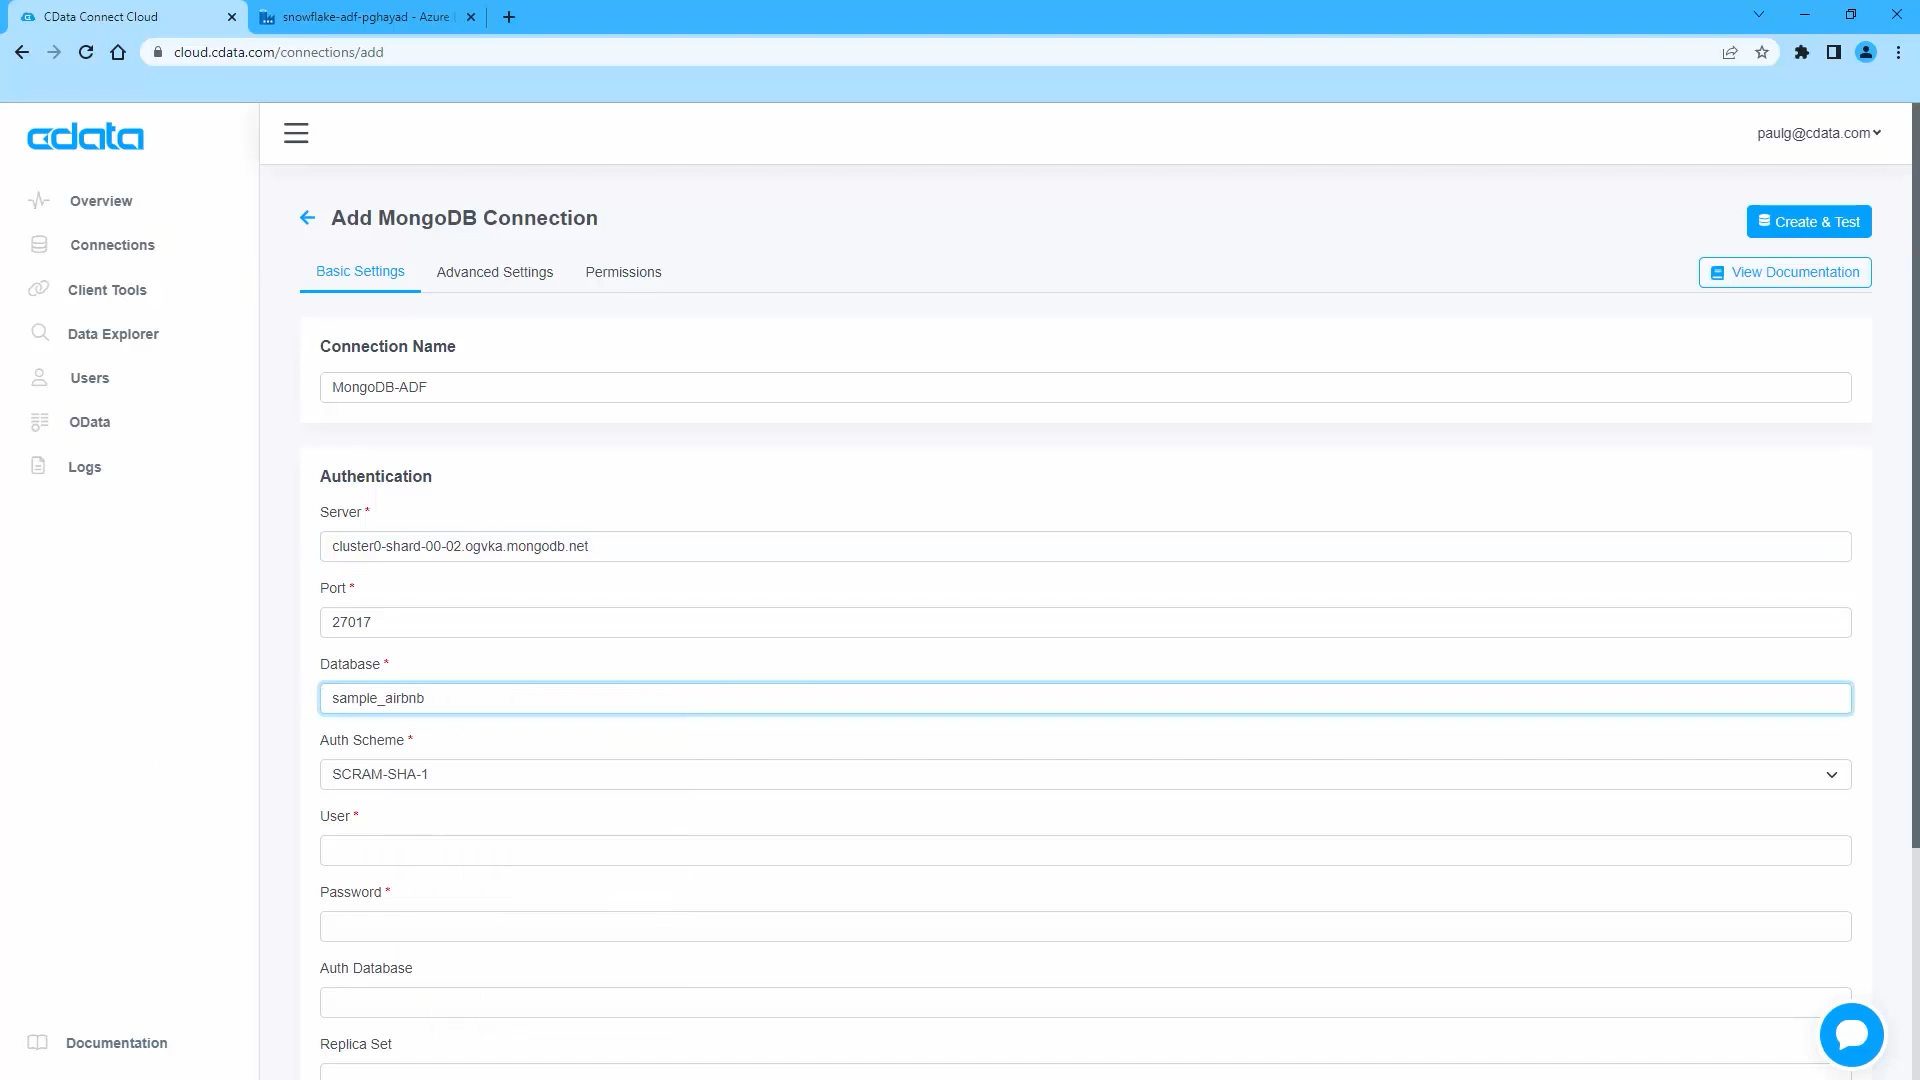 CData Connect Cloud
snowflake-adf-pghayad - Azure
cloud.cdata.com/connections/add
cdata
paulg@cdata.com
Overview
Connections
Client Tools
Data Explorer
Users
OData
Logs
Documentation
Add MongoDB Connection
Create & Test
Basic Settings
Advanced Settings
Permissions
View Documentation
Connection Name
MongoDB-ADF
Authentication
Server *
cluster0-shard-00-02.ogvka.mongodb.net
Port *
27017
Database *
sample_airbnb
Auth Scheme *
SCRAM-SHA-1
User *
Password *
Auth Database
Replica Set